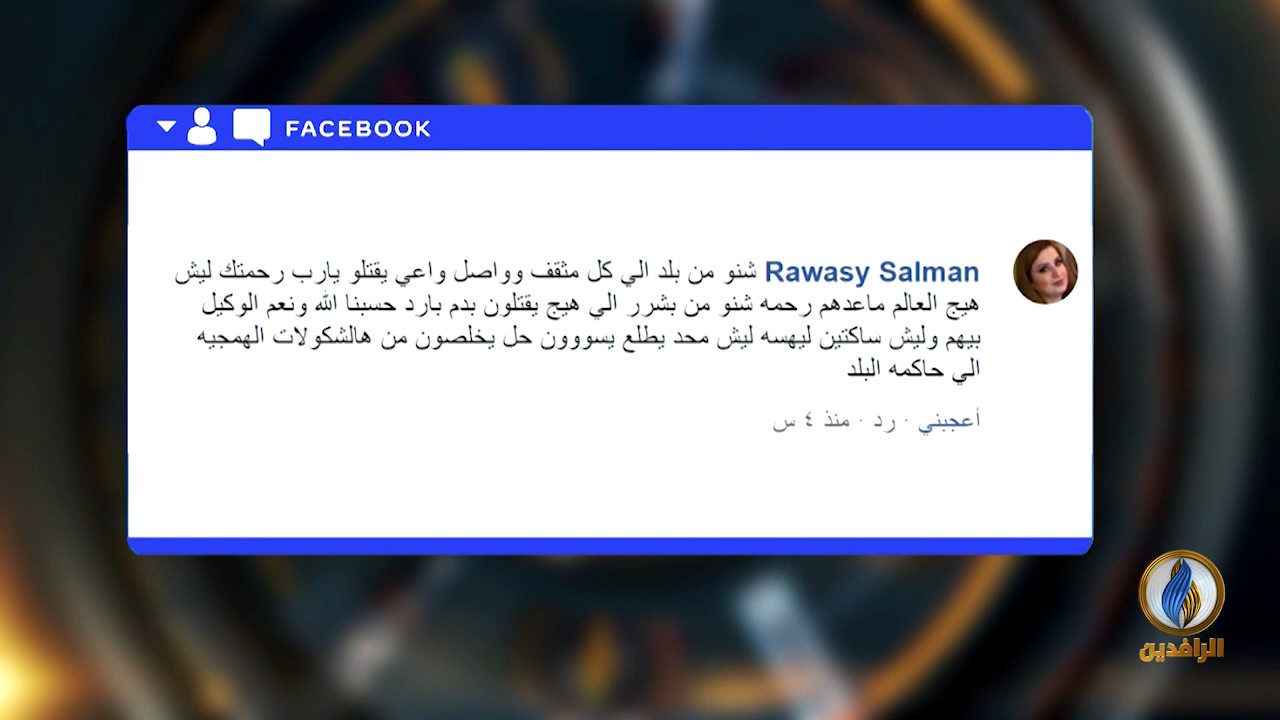 FACEBOOK
Rawasy Salman شنو من بلد الي كل مثقف وواصل واعي يقتلو يارب رحمتك ليش
هيج العالم ماعدهم رحمه شنو من بشرر الي هيج يقتلون بدم بارد حسبنا الله ونعم الوكيل
بيهم وليش ساكتين ليهسه ليش محد يطلع يسوووون حل يخلصون من هالشكولات الهمجيه
الي حاكمه البلد
أعجبني · رد · منذ ٤ س
الرافدين